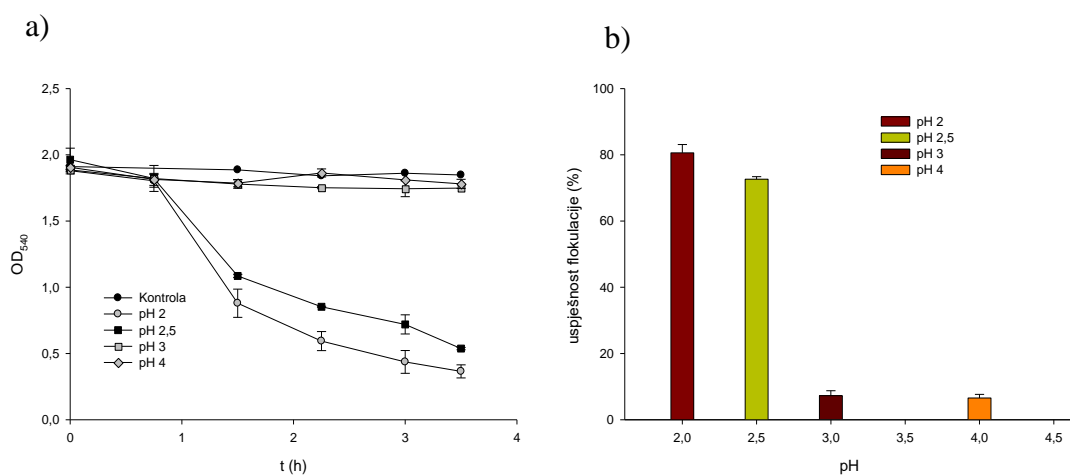 a)
2,5
2,0
1,5
1,0
0,5
0,0
OD540
Kontrola
pH 2
pH 2,5
pH 3
pH 4
0 1 2 3 4
t (h)
b)
100
80
60
40
20
0
uspješnost flokulacije (%)
pH 2
pH 2,5
pH 3
pH 4
2,0 2,5 3,0 3,5 4,0 4,5
pH